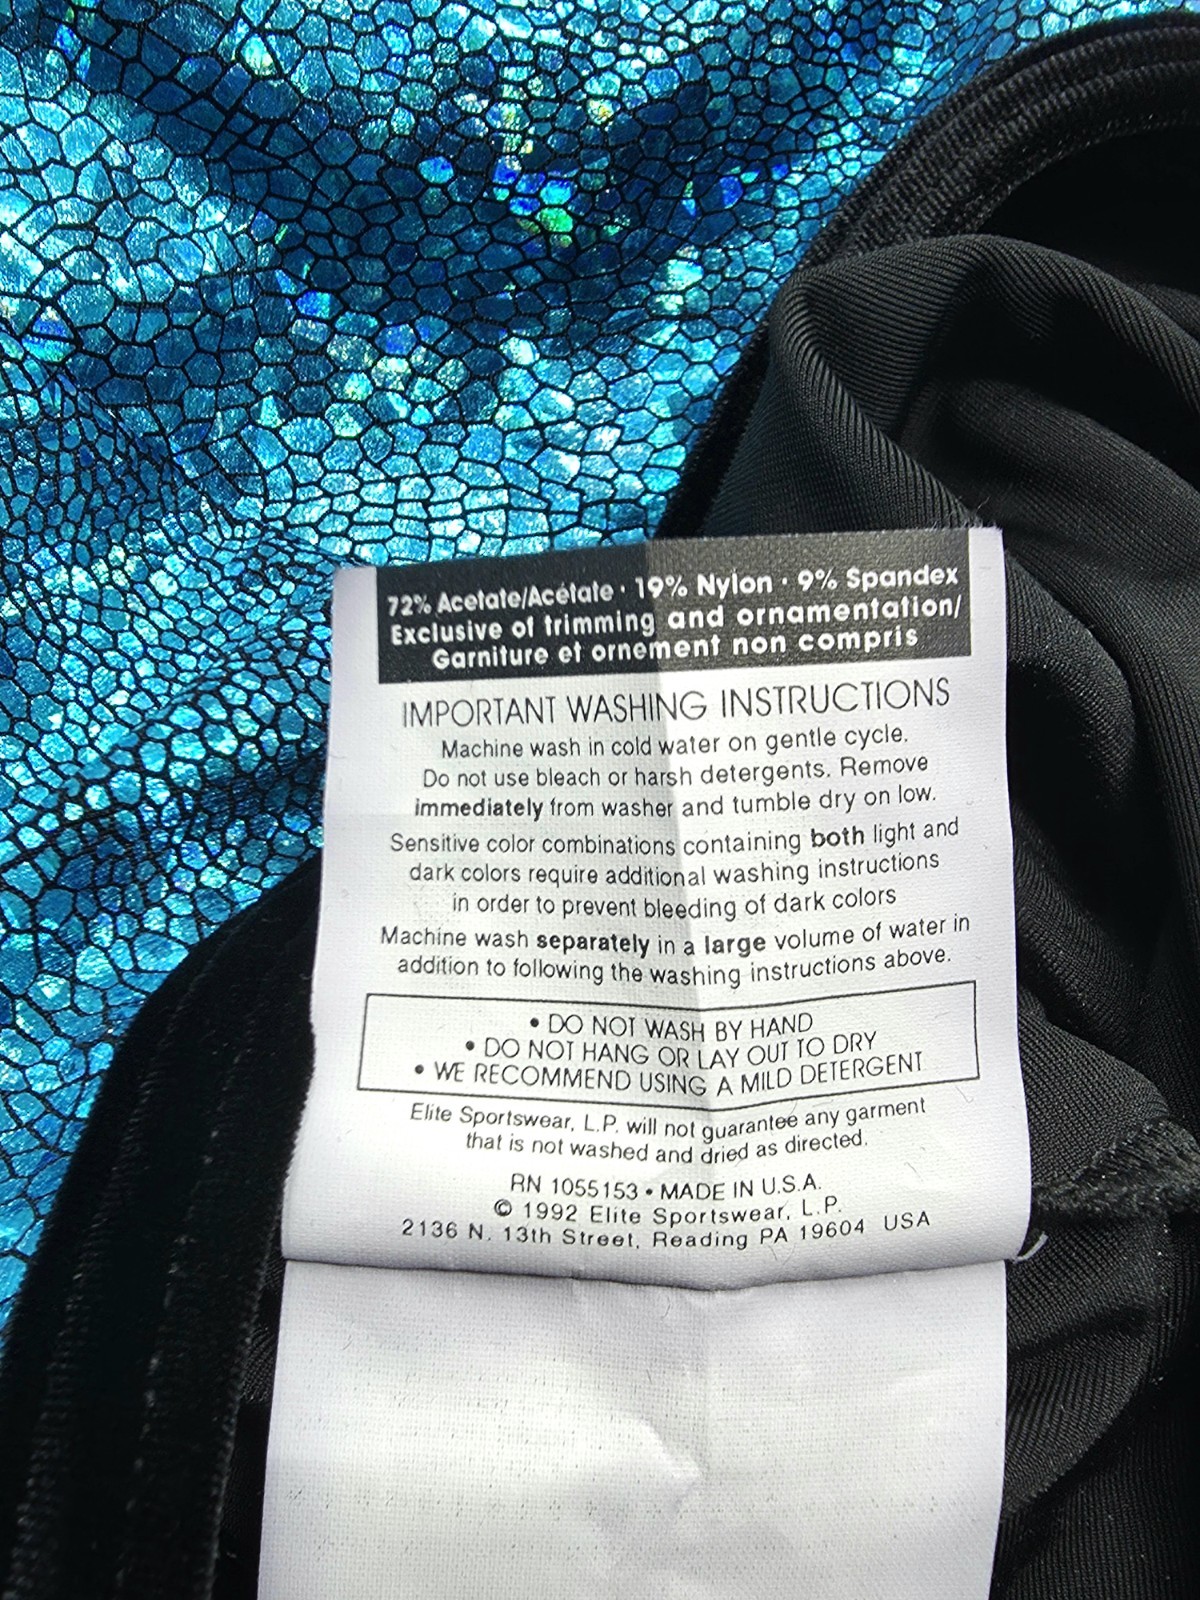 72% Acetate/Acétate · 19% Nylon · 9% Spandex
Exclusive of trimming and ornamentation/
Garniture et ornement non compris
IMPORTANT WASHING INSTRUCTIONS
Machine wash in cold water on gentle cycle.
Do not use bleach or harsh detergents. Remove
immediately from washer and tumble dry on low.
Sensitive color combinations containing both light and
dark colors require additional washing instructions
in order to prevent bleeding of dark colors
Machine wash separately in a large volume of water in
addition to following the washing instructions above.
• DO NOT WASH BY HAND
• DO NOT HANG OR LAY OUT TO DRY
• WE RECOMMEND USING A MILD DETERGENT
Elite Sportswear, L.P. will not guarantee any garment
that is not washed and dried as directed.
RN 1055153 • MADE IN U.S.A.
© 1992 Elite Sportswear, L.P.
2136 N. 13th Street, Reading PA 19604 USA